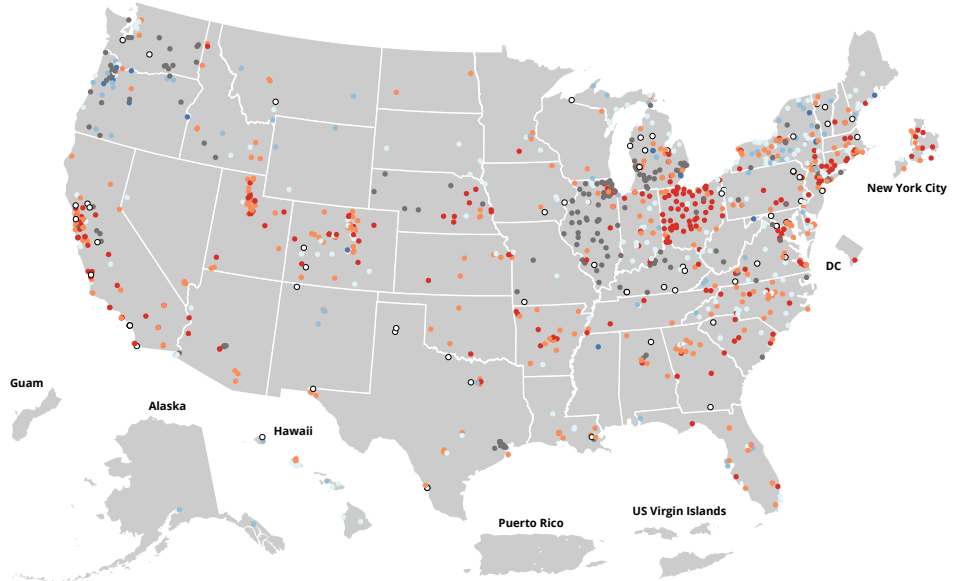 New York City
DC
Guam
Alaska
Hawaii
US Virgin Islands
Puerto Rico